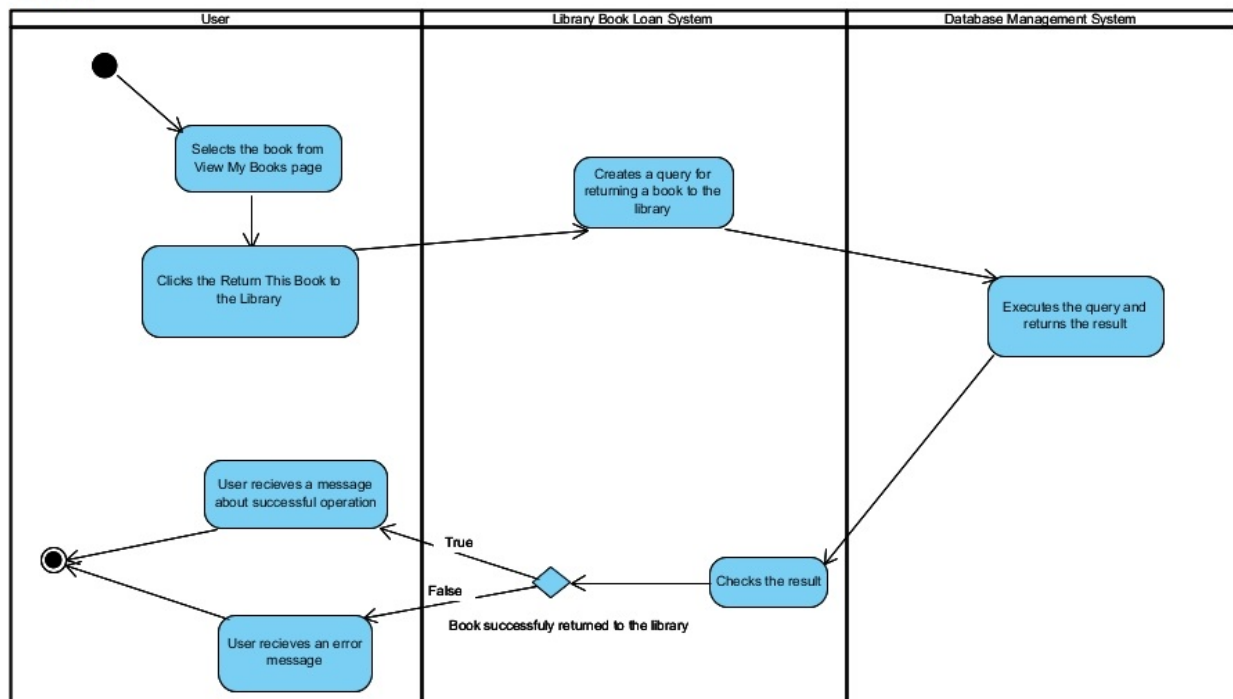 User
Library Book Loan System
Database Management System
Selects the book from
View My Books page
Creates a query for
returning a book to the
library
Clicks the Return This Book to
the Library
Executes the query and
returns the result
User recieves a message
about successful operation
True
Checks the result
False
Book successfuly returned to the library
User recieves an error
message